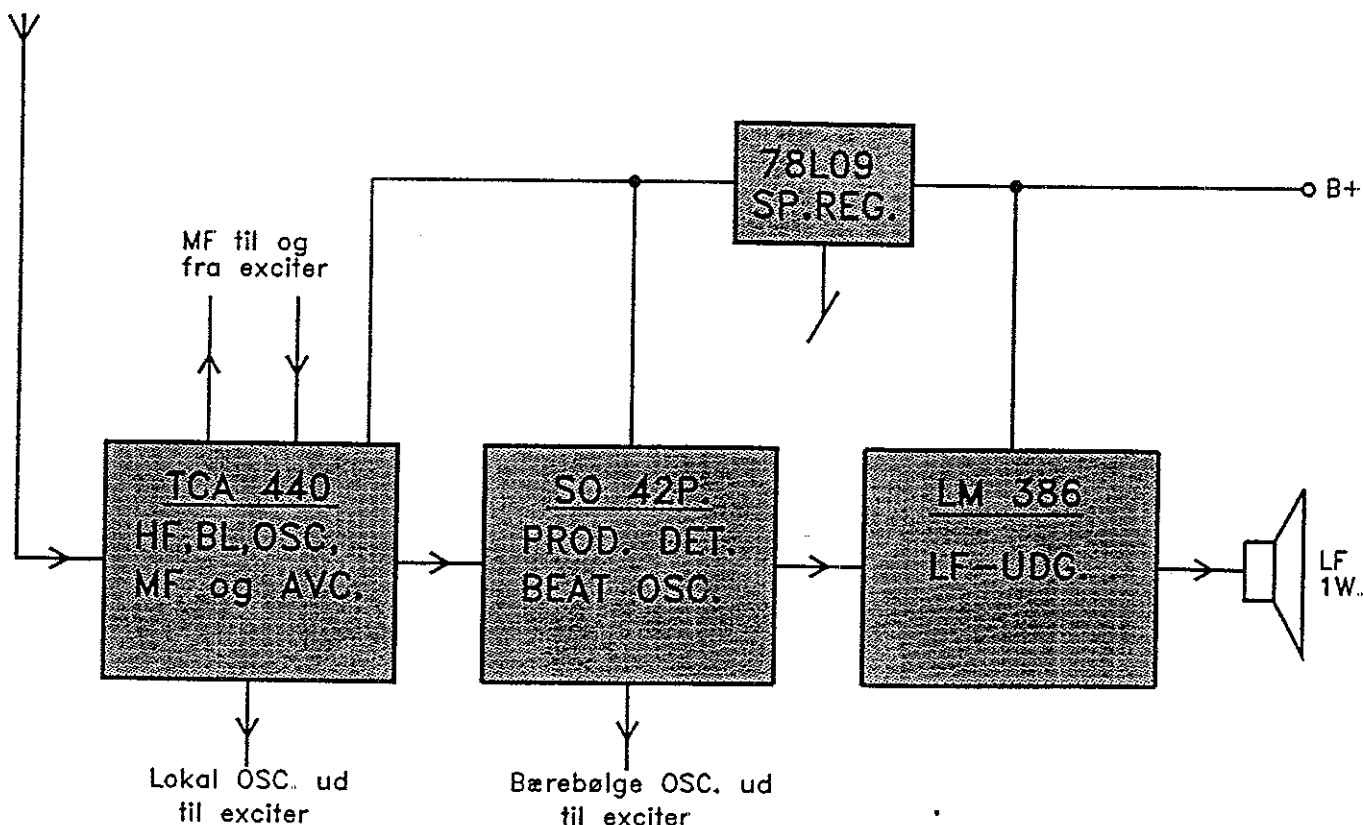 78L09
SP.REG.
B+
MF til og
fra exciter
TCA 440
HF,BL,OSC,
MF og AVC.
SO 42P.
PROD. DET.
BEAT OSC.
LM 386
LF-UDG.
LF
1W..
Lokal OSC.. ud
til exciter
Bærebølge OSC. ud
til exciter